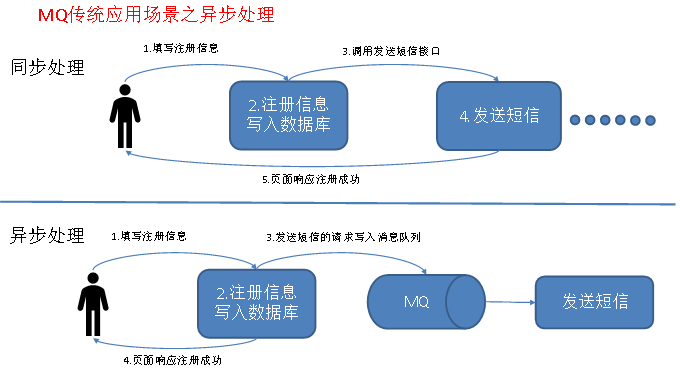 MQ传统应用场景之异步处理
1.填写注册信息
3.调用发送短信接口
同步处理
2.注册信息
写入数据库
4.发送短信
5.页面响应注册成功
异步处理
1.填写注册信息
3.发送短信的请求写入消息队列
2.注册信息
写入数据库
MQ
发送短信
4.页面响应注册成功